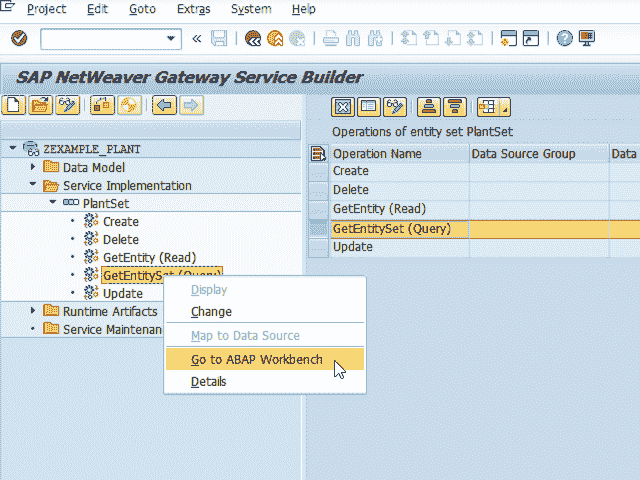 Project Edit Goto Extras System Help
SAP NetWeaver Gateway Service Builder
ZEXAMPLE_PLANT
Data Model
Service Implementation
PlantSet
Create
Delete
GetEntity (Read)
GetEntitySet (Query)
Update
Runtime Artifacts
Service Maintenan
Display
Change
Map to Data Source
Go to ABAP Workbench
Details
Operations of entity set PlantSet
Operation Name Data Source Group Data
Create
Delete
GetEntity (Read)
GetEntitySet (Query)
Update